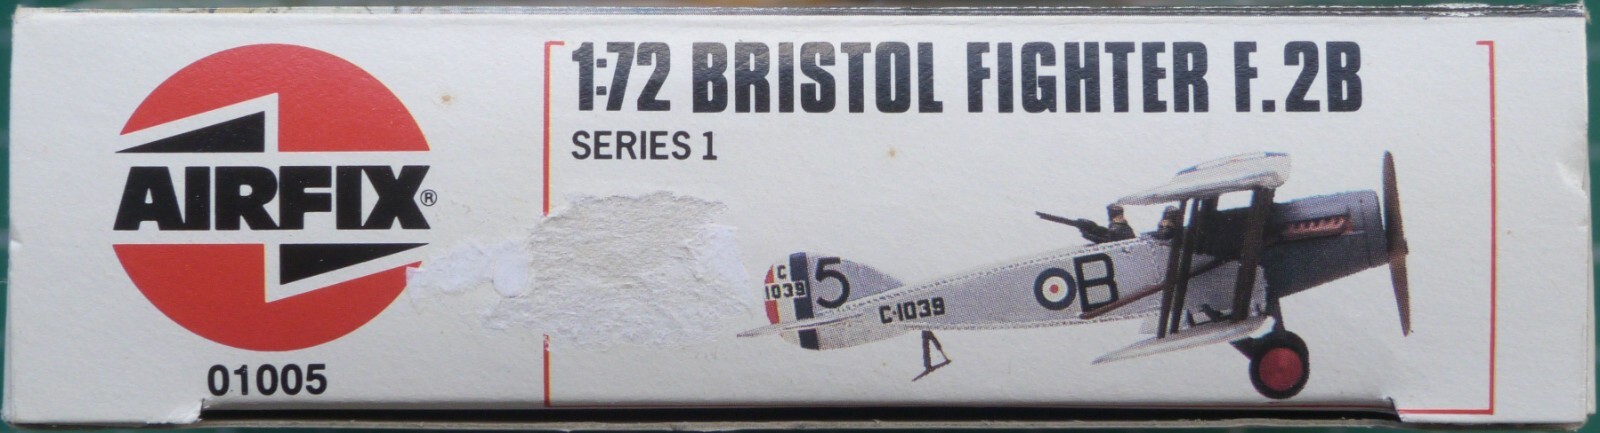 AIRFIX®
01005
1:72 BRISTOL FIGHTER F.2B
SERIES 1
C
1039
5
C-1039
B